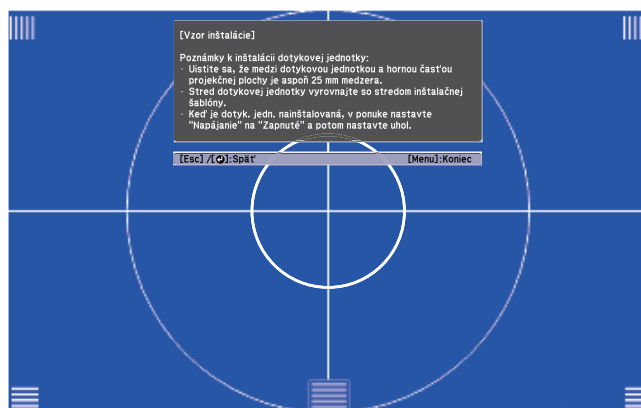 [Vzor inštalácie]
Poznámky k inštalácii dotykovej jednotky:
· Uistite sa, že medzi dotykovou jednotkou a hornou časťou
projekčnej plochy je aspoň 25 mm medzera.
· Stred dotykovej jednotky vyrovnajte so stredom inštalačnej
šablóny.
· Keď je dotyk. jedn. nainštalovaná, v ponuke nastavte
"Napájanie" na "Zapnuté" a potom nastavte uhol.
[Esc] /[↵]:Späť [Menu]:Koniec